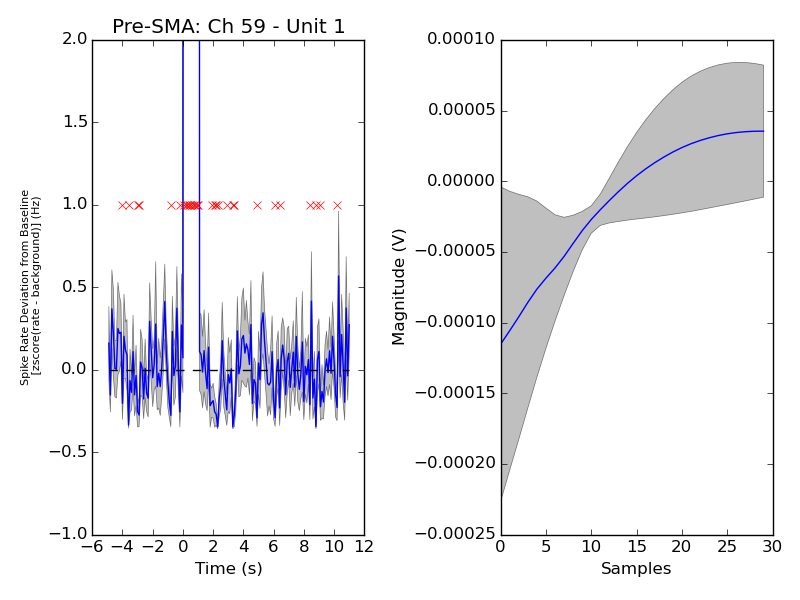 Pre-SMA: Ch 59 - Unit 1
Spike Rate Deviation from Baseline
[zscore(rate - background)] (Hz)
2.0
1.5
1.0
0.5
0.0
−0.5
−1.0
−6 −4 −2 0 2 4 6 8 10 12
Time (s)
Magnitude (V)
0.00010
0.00005
0.00000
−0.00005
−0.00010
−0.00015
−0.00020
−0.00025
0 5 10 15 20 25 30
Samples